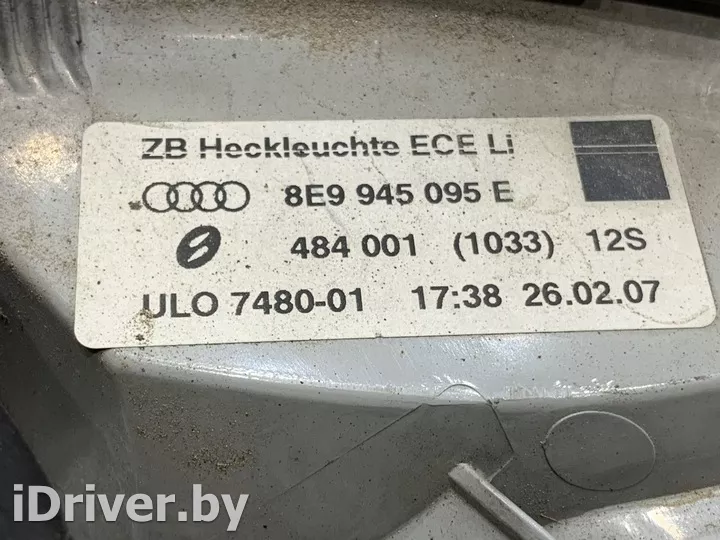 ZB Heckleuchte ECE Li
8E9 945 095 E
484 001 (1033) 12S
ULO 7480-01 17:38 26.02.07
iDriver.by